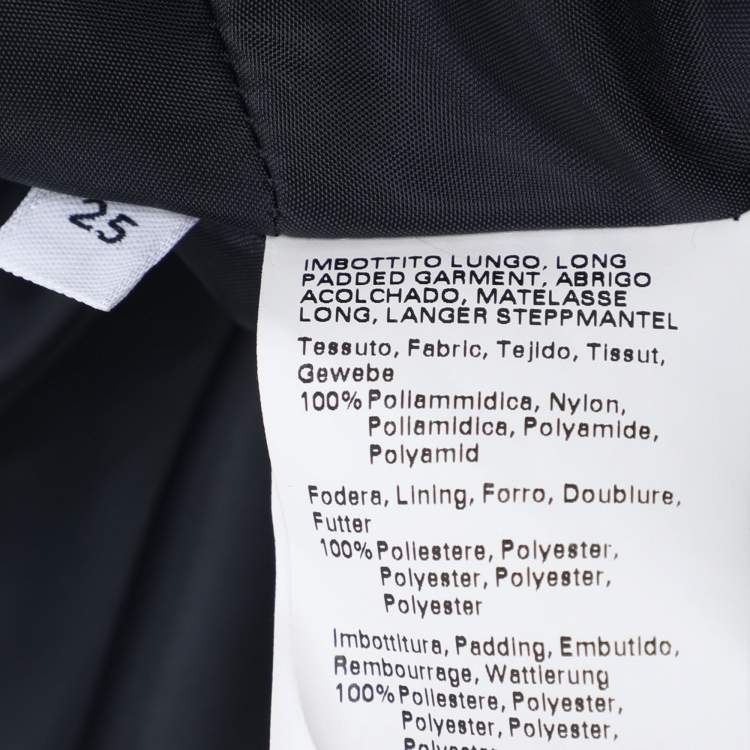 25
IMBOTTITO LUNGO, LONG
PADDED GARMENT, ABRIGO
ACOLCHADO, MATELASSE
LONG, LANGER STEPPMANTEL
Tessuto, Fabric, Tejido, Tissut,
Gewebe
100% Poliammidica, Nylon,
Poliamidica, Polyamide,
Polyamid
Fodera, Lining, Forro, Doublure,
Futter
100% Poliestere, Polyester,
Polyester, Polyester,
Polyester
Imbottitura, Padding, Embutido,
Rembourrage, Wattierung
100% Poliestere, Polyester,
Polyester, Polyester,